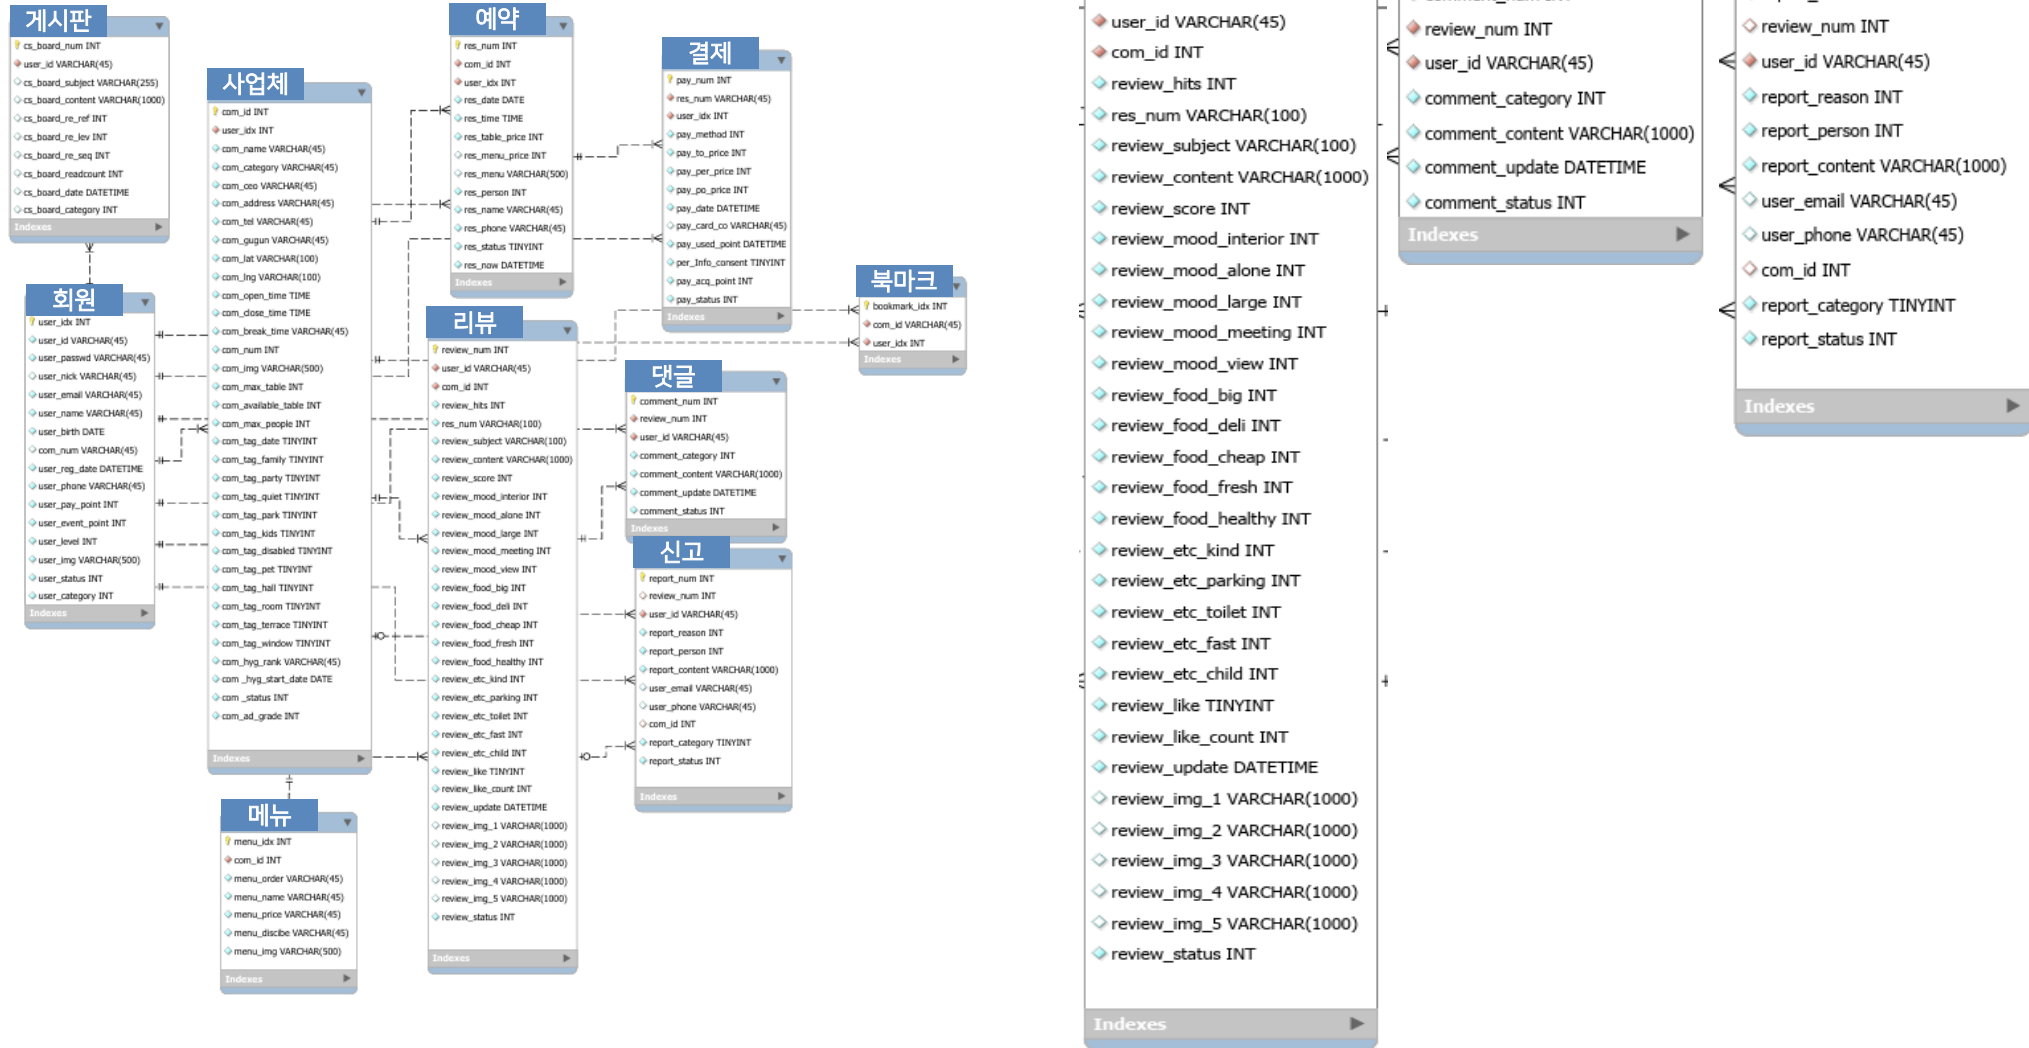 게시판
cs_board_num INT
user_id VARCHAR(45)
cs_board_subject VARCHAR(255)
cs_board_content VARCHAR(1000)
cs_board_re_ref INT
cs_board_re_lev INT
cs_board_re_seq INT
cs_board_readcount INT
cs_board_date DATETIME
cs_board_category INT
Indexes
회원
user_idx INT
user_id VARCHAR(45)
user_passwd VARCHAR(45)
user_nick VARCHAR(45)
user_email VARCHAR(45)
user_name VARCHAR(45)
user_birth DATE
com_num VARCHAR(45)
user_reg_date DATETIME
user_phone VARCHAR(45)
user_pay_point INT
user_event_point INT
user_level INT
user_img VARCHAR(500)
user_status INT
user_category INT
Indexes
사업체
com_id INT
user_idx INT
com_name VARCHAR(45)
com_category VARCHAR(45)
com_ceo VARCHAR(45)
com_address VARCHAR(45)
com_tel VARCHAR(45)
com_gugun VARCHAR(45)
com_lat VARCHAR(100)
com_lng VARCHAR(100)
com_open_time TIME
com_close_time TIME
com_break_time VARCHAR(45)
com_num INT
com_img VARCHAR(500)
com_max_table INT
com_available_table INT
com_max_people INT
com_tag_date TINYINT
com_tag_family TINYINT
com_tag_party TINYINT
com_tag_quiet TINYINT
com_tag_park TINYINT
com_tag_kids TINYINT
com_tag_disabled TINYINT
com_tag_pet TINYINT
com_tag_hall TINYINT
com_tag_room TINYINT
com_tag_terrace TINYINT
com_tag_window TINYINT
com_hyg_rank VARCHAR(45)
com _hyg_start_date DATE
com _status INT
com_ad_grade INT
Indexes
메뉴
menu_idx INT
com_id INT
menu_order VARCHAR(45)
menu_name VARCHAR(45)
menu_price VARCHAR(45)
menu_discibe VARCHAR(45)
menu_img VARCHAR(500)
Indexes
예약
res_num INT
com_id INT
user_idx INT
res_date DATE
res_time TIME
res_table_price INT
res_menu_price INT
res_menu VARCHAR(500)
res_person INT
res_name VARCHAR(45)
res_phone VARCHAR(45)
res_status TINYINT
res_now DATETIME
Indexes
리뷰
review_num INT
user_id VARCHAR(45)
com_id INT
review_hits INT
res_num VARCHAR(100)
review_subject VARCHAR(100)
review_content VARCHAR(1000)
review_score INT
review_mood_interior INT
review_mood_alone INT
review_mood_large INT
review_mood_meeting INT
review_mood_view INT
review_food_big INT
review_food_deli INT
review_food_cheap INT
review_food_fresh INT
review_food_healthy INT
review_etc_kind INT
review_etc_parking INT
review_etc_toilet INT
review_etc_fast INT
review_etc_child INT
review_like TINYINT
review_like_count INT
review_update DATETIME
review_img_1 VARCHAR(1000)
review_img_2 VARCHAR(1000)
review_img_3 VARCHAR(1000)
review_img_4 VARCHAR(1000)
review_img_5 VARCHAR(1000)
review_status INT
Indexes
결제
pay_num INT
res_num VARCHAR(45)
user_idx INT
pay_method INT
pay_to_price INT
pay_per_price INT
pay_po_price INT
pay_date DATETIME
pay_card_co VARCHAR(45)
pay_used_point DATETIME
per_Info_consent TINYINT
pay_acq_point INT
pay_status INT
Indexes
댓글
comment_num INT
review_num INT
user_id VARCHAR(45)
comment_category INT
comment_content VARCHAR(1000)
comment_update DATETIME
comment_status INT
Indexes
신고
report_num INT
review_num INT
user_id VARCHAR(45)
report_reason INT
report_person INT
report_content VARCHAR(1000)
user_email VARCHAR(45)
user_phone VARCHAR(45)
com_id INT
report_category TINYINT
report_status INT
Indexes
북마크
bookmark_idx INT
com_id VARCHAR(45)
user_idx INT
Indexes
user_id VARCHAR(45)
com_id INT
review_hits INT
res_num VARCHAR(100)
review_subject VARCHAR(100)
review_content VARCHAR(1000)
review_score INT
review_mood_interior INT
review_mood_alone INT
review_mood_large INT
review_mood_meeting INT
review_mood_view INT
review_food_big INT
review_food_deli INT
review_food_cheap INT
review_food_fresh INT
review_food_healthy INT
review_etc_kind INT
review_etc_parking INT
review_etc_toilet INT
review_etc_fast INT
review_etc_child INT
review_like TINYINT
review_like_count INT
review_update DATETIME
review_img_1 VARCHAR(1000)
review_img_2 VARCHAR(1000)
review_img_3 VARCHAR(1000)
review_img_4 VARCHAR(1000)
review_img_5 VARCHAR(1000)
review_status INT
Indexes
review_num INT
user_id VARCHAR(45)
comment_category INT
comment_content VARCHAR(1000)
comment_update DATETIME
comment_status INT
Indexes
review_num INT
user_id VARCHAR(45)
report_reason INT
report_person INT
report_content VARCHAR(1000)
user_email VARCHAR(45)
user_phone VARCHAR(45)
com_id INT
report_category TINYINT
report_status INT
Indexes